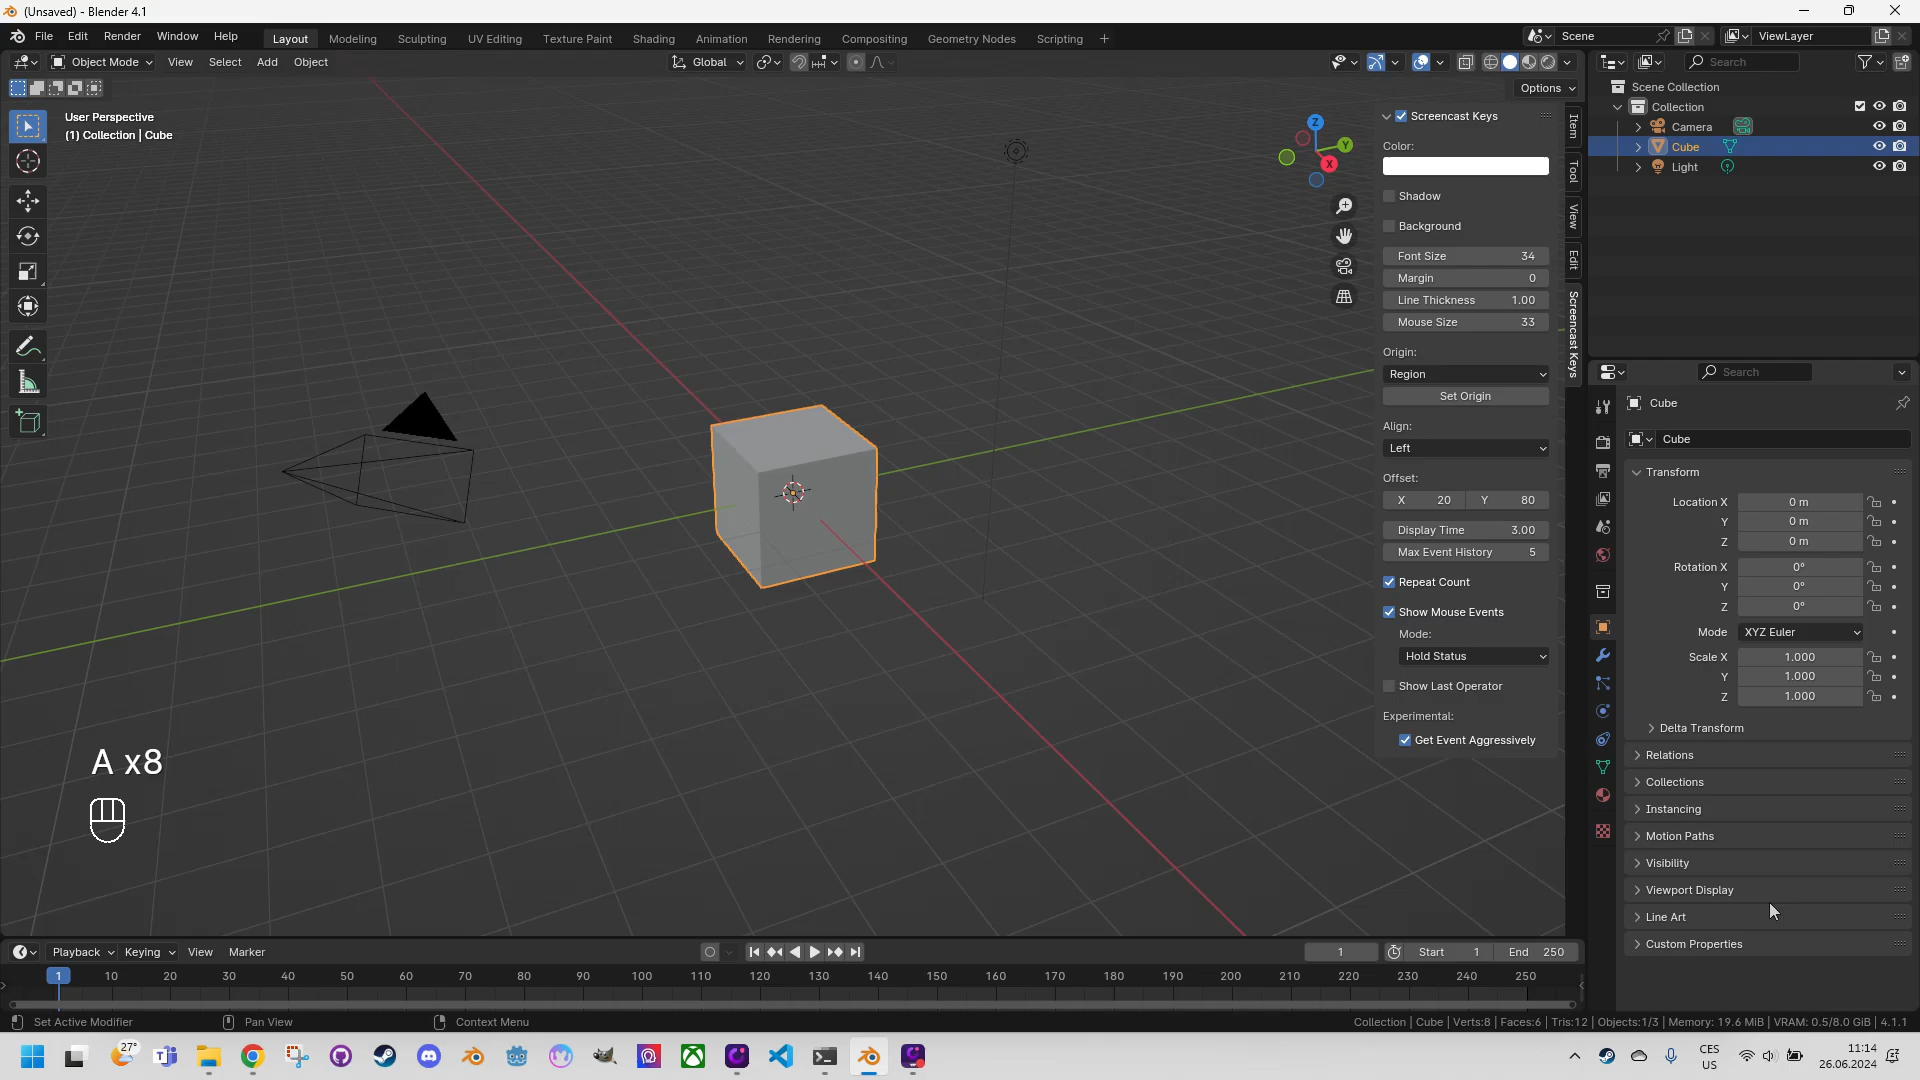 (Unsaved) - Blender 4.1
File Edit Render Window Help
Layout Modeling Sculpting UV Editing Texture Paint Shading Animation Rendering Compositing Geometry Nodes Scripting +
Scene
ViewLayer
Object Mode View Select Add Object
Global
Search
Options
User Perspective
(1) Collection | Cube
Z
Y
X
Screencast Keys
Color:
Shadow
Background
Font Size 34
Margin 0
Line Thickness 1.00
Mouse Size 33
Origin:
Region
Set Origin
Align:
Left
Offset:
X 20 Y 80
Display Time 3.00
Max Event History 5
Repeat Count
Show Mouse Events
Mode:
Hold Status
Show Last Operator
Experimental:
Get Event Aggressively
Item
Tool
View
Edit
Screencast Keys
Scene Collection
Collection
Camera
Cube
Light
Search
Cube
Cube
Transform
Location X 0 m
Y 0 m
Z 0 m
Rotation X 0°
Y 0°
Z 0°
Mode XYZ Euler
Scale X 1.000
Y 1.000
Z 1.000
Delta Transform
Relations
Collections
Instancing
Motion Paths
Visibility
Viewport Display
Line Art
Custom Properties
A x8
Playback Keying View Marker
1
Start 1 End 250
1 10 20 30 40 50 60 70 80 90 100 110 120 130 140 150 160 170 180 190 200 210 220 230 240 250
Set Active Modifier Pan View Context Menu
Collection | Cube | Verts:8 | Faces:6 | Tris:12 | Objects:1/3 | Memory: 19.6 MiB | VRAM: 0.5/8.0 GiB | 4.1.1
27°
CES
US
11:14
26.06.2024